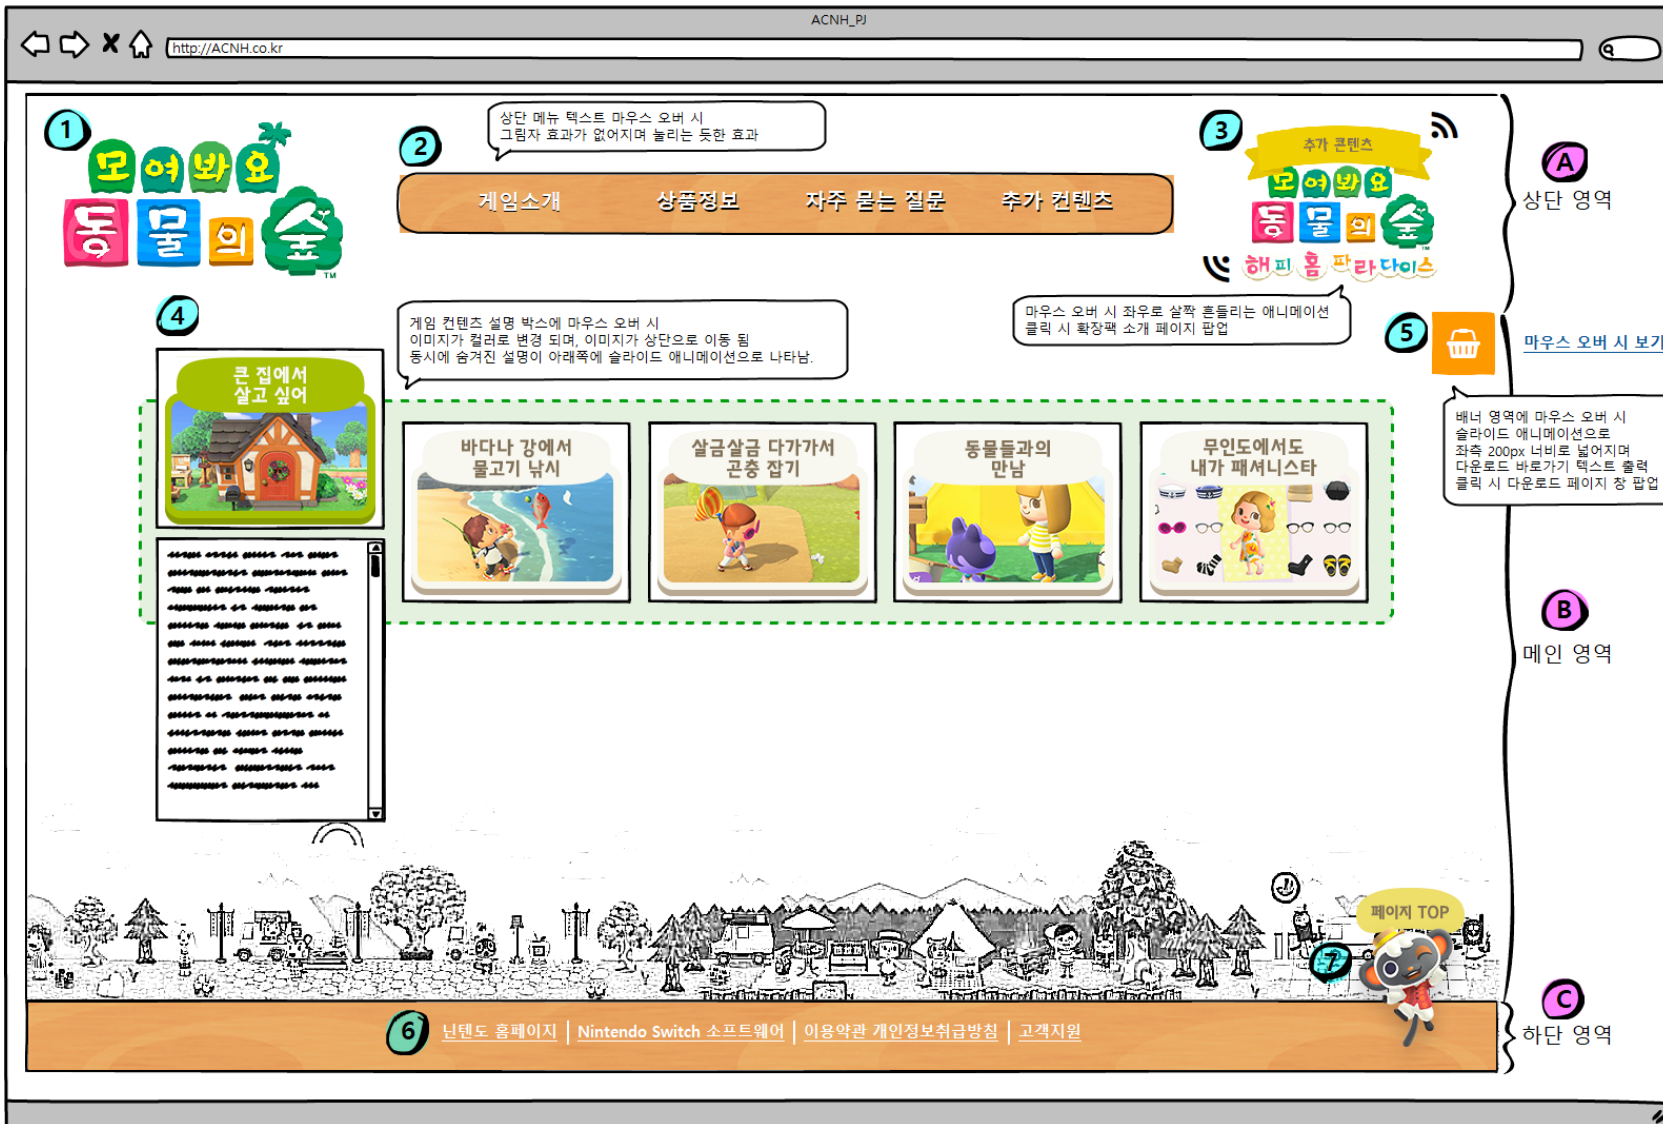 ACNH_PJ
http://ACNH.co.kr
1
모여봐요
동물의 숲
TM
2
상단 메뉴 텍스트 마우스 오버 시
그림자 효과가 없어지며 눌리는 듯한 효과
게임소개
상품정보
자주 묻는 질문
추가 컨텐츠
3
추가 콘텐츠
모여봐요
동물의 숲
해피 홈 파라다이스
마우스 오버 시 좌우로 살짝 흔들리는 애니메이션
클릭 시 확장팩 소개 페이지 팝업
A
상단 영역
4
게임 컨텐츠 설명 박스에 마우스 오버 시
이미지가 컬러로 변경 되며, 이미지가 상단으로 이동 됨
동시에 숨겨진 설명이 아래쪽에 슬라이드 애니메이션으로 나타남.
5
마우스 오버 시 보기
배너 영역에 마우스 오버 시
슬라이드 애니메이션으로
좌측 200px 너비로 넓어지며
다운로드 바로가기 텍스트 출력
클릭 시 다운로드 페이지 창 팝업
큰 집에서
살고 싶어
바다나 강에서
물고기 낚시
살금살금 다가가서
곤충 잡기
동물들과의
만남
무인도에서도
내가 패셔니스타
B
메인 영역
페이지 TOP
7
6
닌텐도 홈페이지 | Nintendo Switch 소프트웨어 | 이용약관 개인정보취급방침 | 고객지원
C
하단 영역